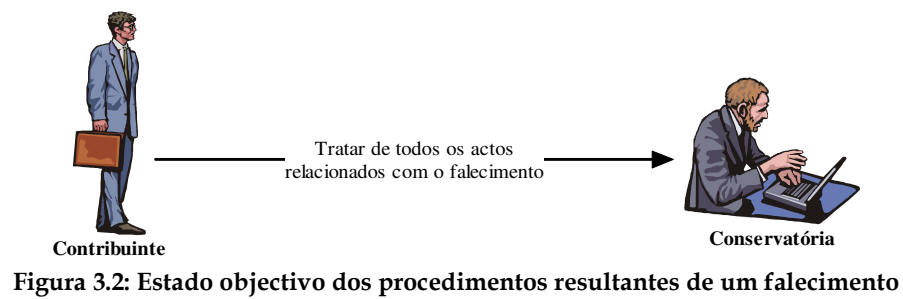 Tratar de todos os actos
relacionados com o falecimento
Contribuinte
Conservatória
Figura 3.2: Estado objectivo dos procedimentos resultantes de um falecimento